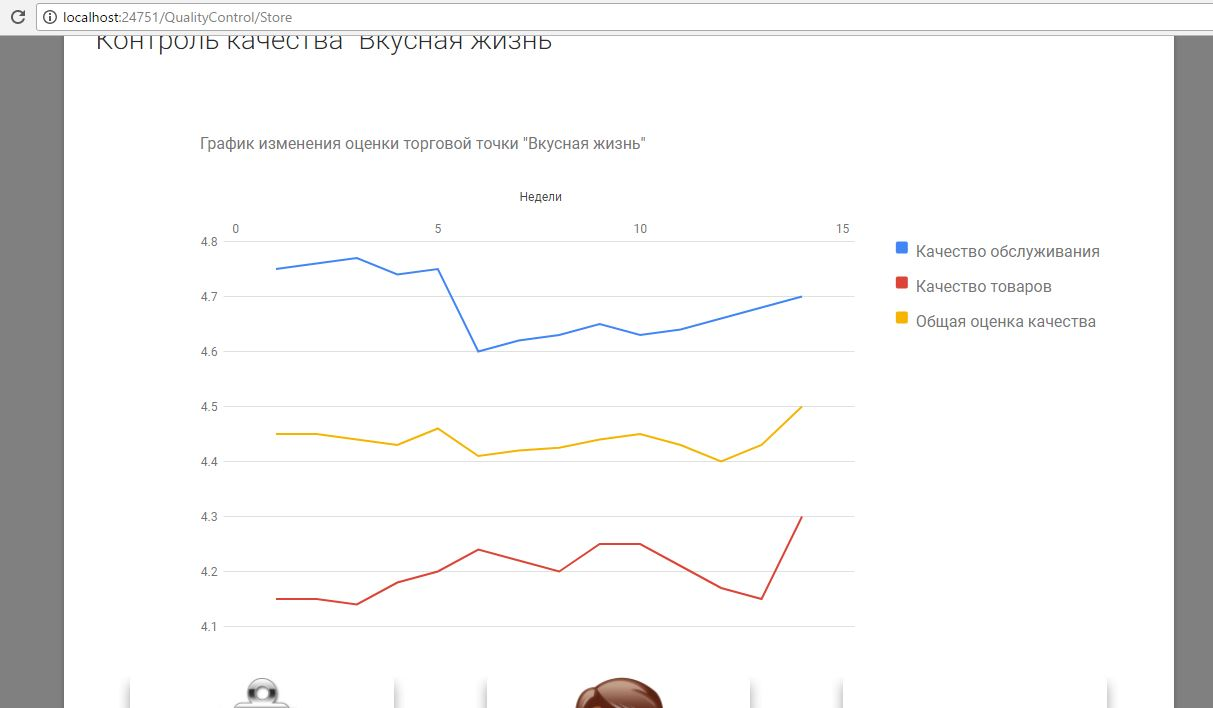 localhost:24751/QualityControl/Store
Контроль качества "Вкусная жизнь"
График изменения оценки торговой точки "Вкусная жизнь"
Недели
0 5 10 15
4.8
Качество обслуживания
4.7
Качество товаров
Общая оценка качества
4.6
4.5
4.4
4.3
4.2
4.1